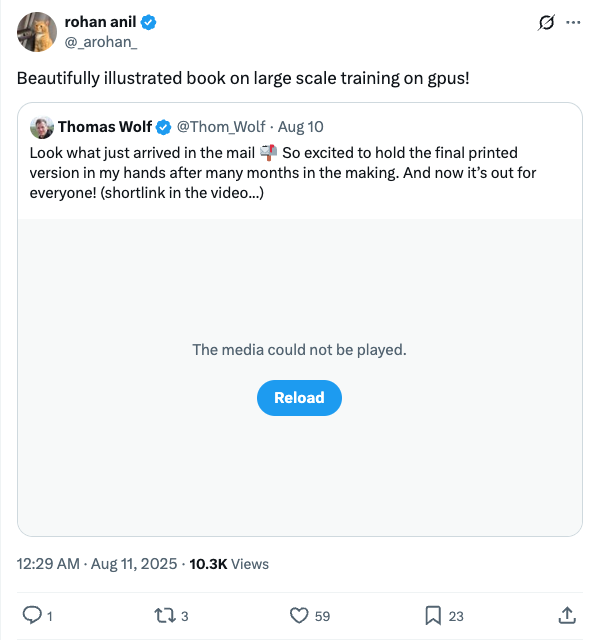 rohan anil
@_arohan_
Beautifully illustrated book on large scale training on gpus!
Thomas Wolf @Thom_Wolf · Aug 10
Look what just arrived in the mail 📬 So excited to hold the final printed
version in my hands after many months in the making. And now it’s out for
everyone! (shortlink in the video...)
The media could not be played.
Reload
12:29 AM · Aug 11, 2025 · 10.3K Views
1 3 59 23